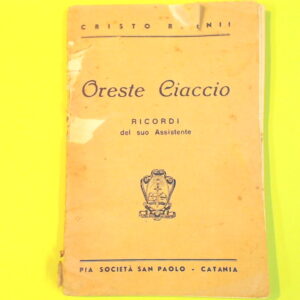 CRISTO
Oreste Ciaccio
RICORDI
del suo Assistente
PIA SOCIETÀ SAN PAOLO - CATANIA